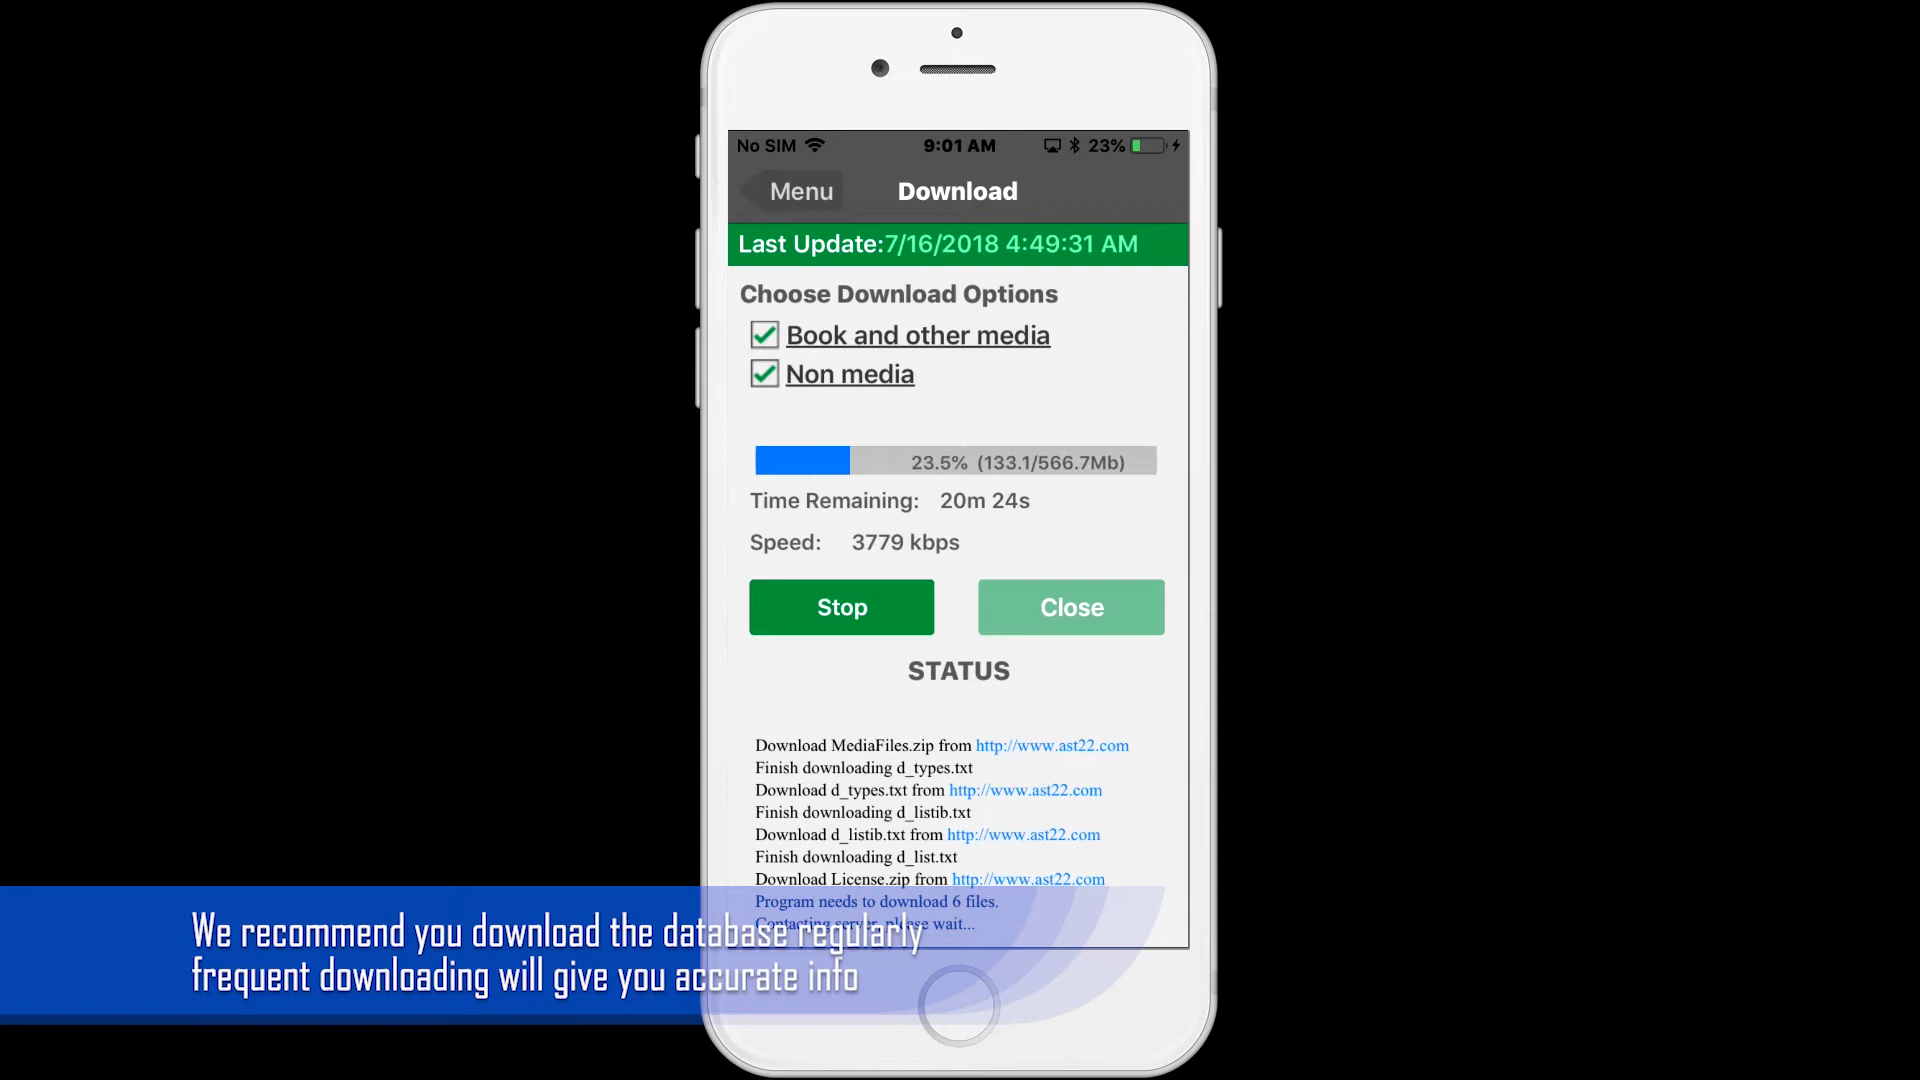 No SIM 9:01 AM 23%
Menu Download
Last Update:7/16/2018 4:49:31 AM
Choose Download Options
Book and other media
Non media
23.5% (133.1/566.7Mb)
Time Remaining: 20m 24s
Speed: 3779 kbps
Stop Close
STATUS
Download MediaFiles.zip from http://www.ast22.com
Finish downloading d_types.txt
Download d_types.txt from http://www.ast22.com
Finish downloading d_listib.txt
Download d_listib.txt from http://www.ast22.com
Finish downloading d_list.txt
Download License.zip from http://www.ast22.com
Program needs to download 6 files.
Contacting server, please wait...
We recommend you download the database regularly
frequent downloading will give you accurate info